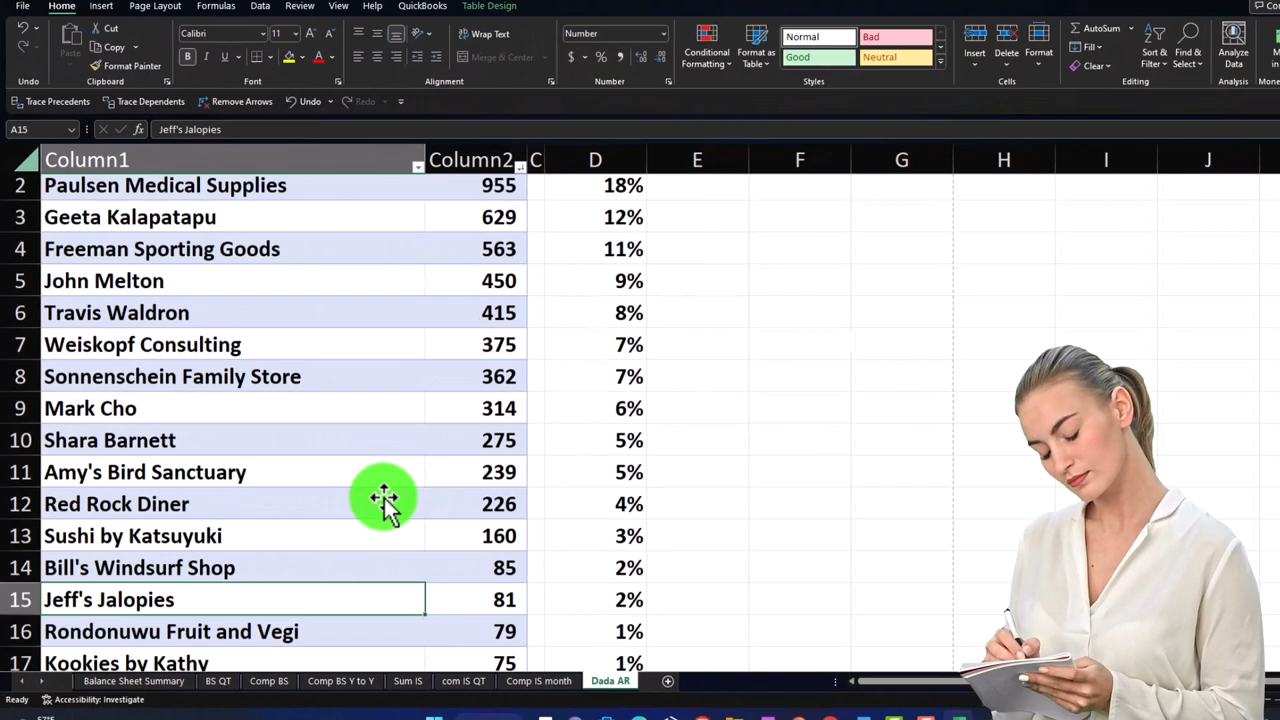 File Home Insert Page Layout Formulas Data Review View Help QuickBooks Table Design
Cut
Copy
Format Painter
Paste
Undo
Clipboard
Calibri 11
B I U
Font
Wrap Text
Merge & Center
Alignment
Number
$ % ,
Number
Conditional Formatting
Format as Table
Normal Bad
Good Neutral
Styles
Insert Delete Format
Cells
AutoSum
Fill
Clear
Sort & Filter
Find & Select
Editing
Analyze Data
Analysis
Trace Precedents Trace Dependents Remove Arrows Undo Redo
A15 fx Jeff's Jalopies
Column1 Column2 C D E F G H I J
2 Paulsen Medical Supplies 955 18%
3 Geeta Kalapatapu 629 12%
4 Freeman Sporting Goods 563 11%
5 John Melton 450 9%
6 Travis Waldron 415 8%
7 Weiskopf Consulting 375 7%
8 Sonnenschein Family Store 362 7%
9 Mark Cho 314 6%
10 Shara Barnett 275 5%
11 Amy's Bird Sanctuary 239 5%
12 Red Rock Diner 226 4%
13 Sushi by Katsuyuki 160 3%
14 Bill's Windsurf Shop 85 2%
15 Jeff's Jalopies 81 2%
16 Rondonuwu Fruit and Vegi 79 1%
17 Kookies by Kathy 75 1%
Balance Sheet Summary BS QT Comp BS Comp BS Y to Y Sum IS com IS QT Comp IS month Dada AR
Ready Accessibility: Investigate